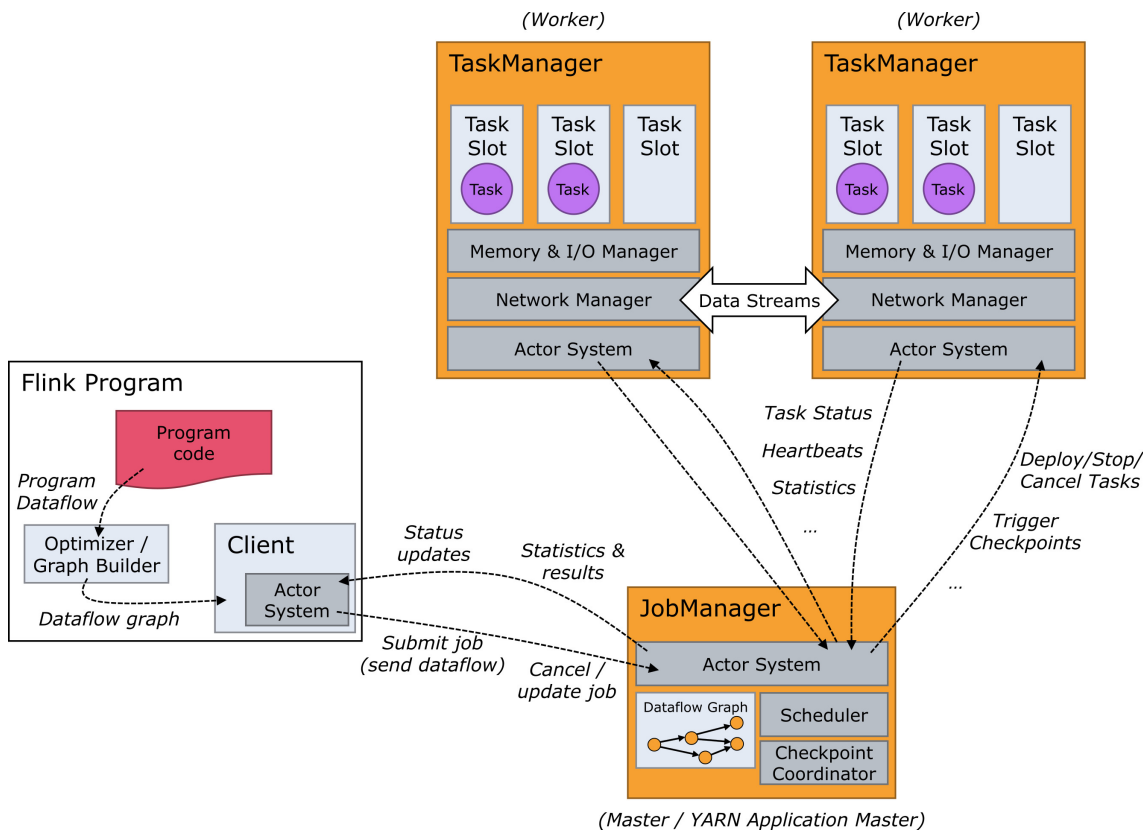 (Worker)
(Worker)
TaskManager
Task
Slot
Task
Task
Slot
Task
Task
Slot
Memory & I/O Manager
Network Manager
Actor System
TaskManager
Task
Slot
Task
Task
Slot
Task
Task
Slot
Memory & I/O Manager
Network Manager
Actor System
Data Streams
Flink Program
Program
code
Program
Dataflow
Optimizer /
Graph Builder
Dataflow graph
Client
Actor
System
Status
updates
Statistics &
results
Submit job
(send dataflow)
Cancel /
update job
Task Status
Heartbeats
Statistics
...
Deploy/Stop/
Cancel Tasks
Trigger
Checkpoints
...
JobManager
Actor System
Dataflow Graph
Scheduler
Checkpoint
Coordinator
(Master / YARN Application Master)